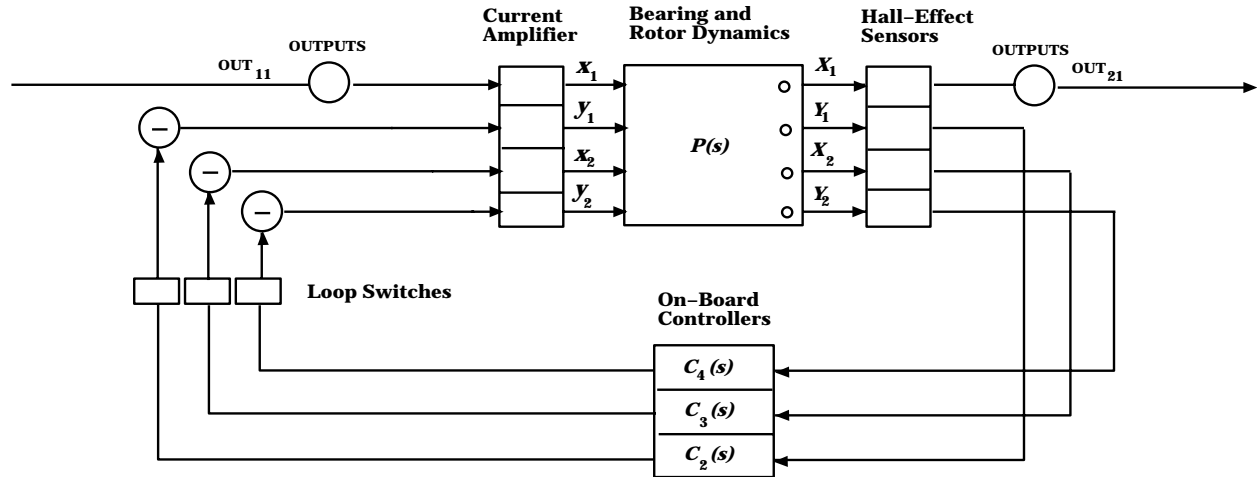 Current
Amplifier
Bearing and
Rotor Dynamics
Hall–Effect
Sensors
OUTPUTS
OUT11
x1
y1
x2
y2
P(s)
X1
Y1
X2
Y2
OUTPUTS
OUT21
−
−
−
Loop Switches
On–Board
Controllers
C4(s)
C3(s)
C2(s)